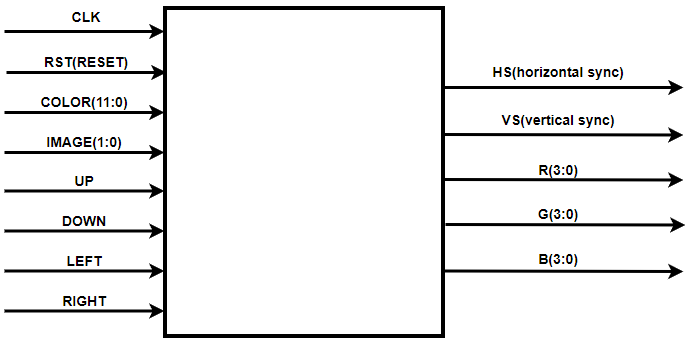 CLK
RST(RESET)
COLOR(11:0)
IMAGE(1:0)
UP
DOWN
LEFT
RIGHT
HS(horizontal sync)
VS(vertical sync)
R(3:0)
G(3:0)
B(3:0)